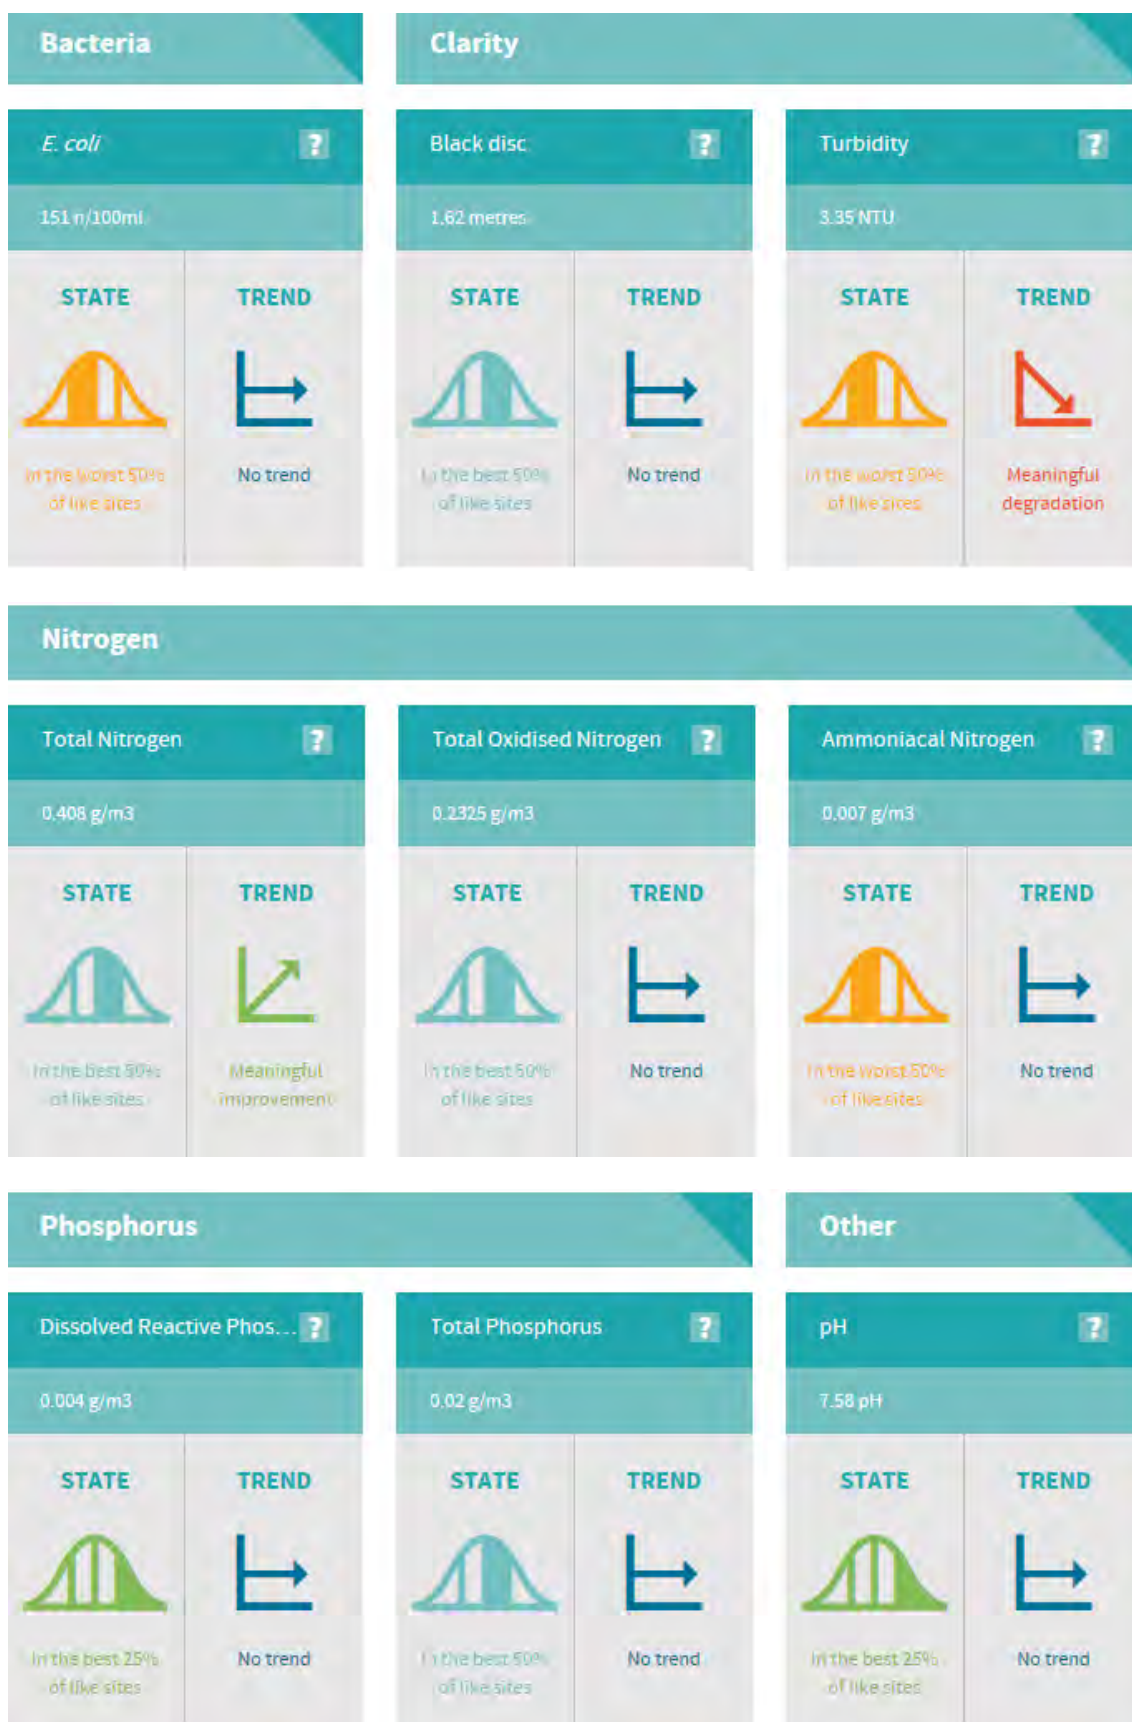 Bacteria
Clarity
E. coli ?
Black disc ?
Turbidity ?
151 n/100ml
1.62 metres
3.35 NTU
STATE TREND
STATE TREND
STATE TREND
In the worst 50%
of like sites
No trend
In the best 50%
of like sites
No trend
In the worst 50%
of like sites
Meaningful
degradation
Nitrogen
Total Nitrogen ?
Total Oxidised Nitrogen ?
Ammoniacal Nitrogen ?
0.408 g/m3
0.2325 g/m3
0.007 g/m3
STATE TREND
STATE TREND
STATE TREND
In the best 50%
of like sites
Meaningful
improvement
In the best 50%
of like sites
No trend
In the worst 50%
of like sites
No trend
Phosphorus
Other
Dissolved Reactive Phos... ?
Total Phosphorus ?
pH ?
0.004 g/m3
0.02 g/m3
7.58 pH
STATE TREND
STATE TREND
STATE TREND
In the best 25%
of like sites
No trend
In the best 50%
of like sites
No trend
In the best 25%
of like sites
No trend